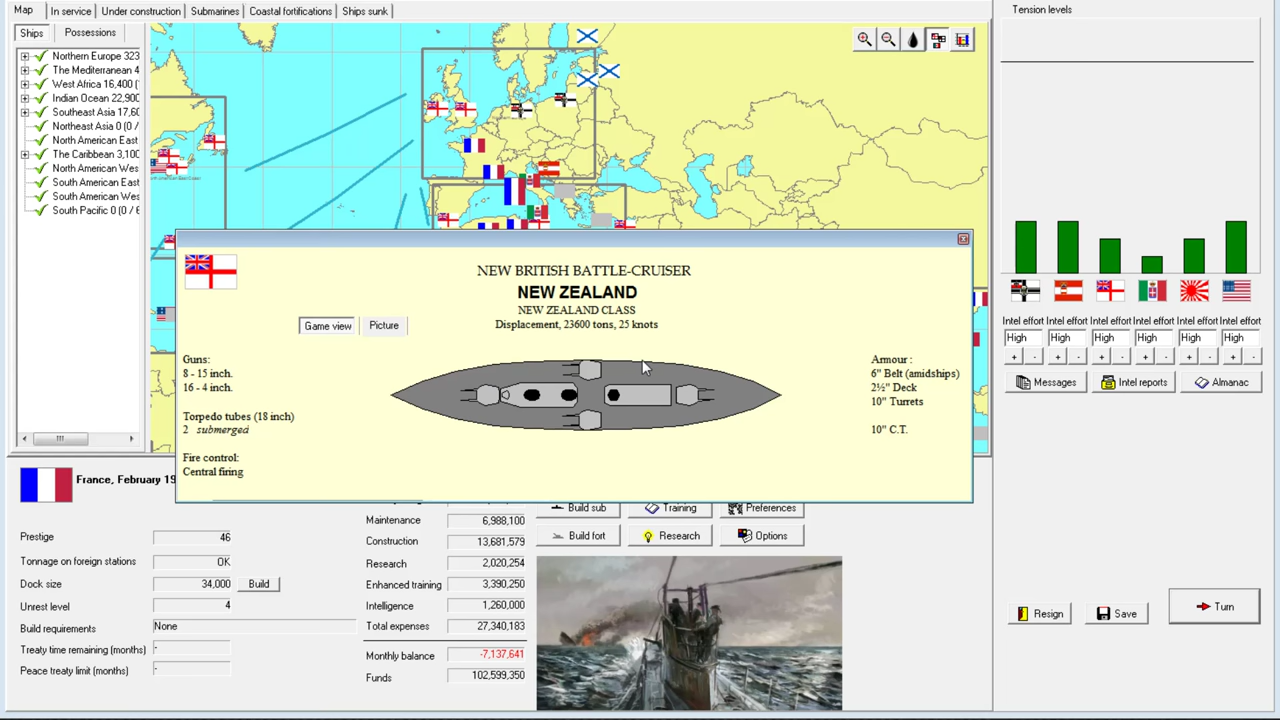 Map
In service
Under construction
Submarines
Coastal fortifications
Ships sunk
Ships
Possessions
Northern Europe 323
The Mediterranean 4
West Africa 16,400 (
Indian Ocean 22,900
Southeast Asia 17,60
Northeast Asia 0 (0 /
North American East
The Caribbean 3,100
North American Wes
South American East
South American Wes
South Pacific 0 (0 / 6
Tension levels
NEW BRITISH BATTLE-CRUISER
NEW ZEALAND
NEW ZEALAND CLASS
Displacement, 23600 tons, 25 knots
Game view
Picture
Guns:
8 - 15 inch.
16 - 4 inch.
Torpedo tubes (18 inch)
2 submerged
Fire control:
Central firing
Armour :
6" Belt (amidships)
2½" Deck
10" Turrets
10" C.T.
Intel effort Intel effort Intel effort Intel effort Intel effort Intel effort
High High High High High High
+ - + - + - + - + - + -
Messages
Intel reports
Almanac
France, February 19
Prestige 46
Tonnage on foreign stations OK
Dock size 34,000 Build
Unrest level 4
Build requirements None
Treaty time remaining (months) -
Peace treaty limit (months) -
Maintenance 6,988,100
Construction 13,681,579
Research 2,020,254
Enhanced training 3,390,250
Intelligence 1,260,000
Total expenses 27,340,183
Monthly balance -7,137,641
Funds 102,599,350
Build sub
Training
Preferences
Build fort
Research
Options
Resign
Save
Turn